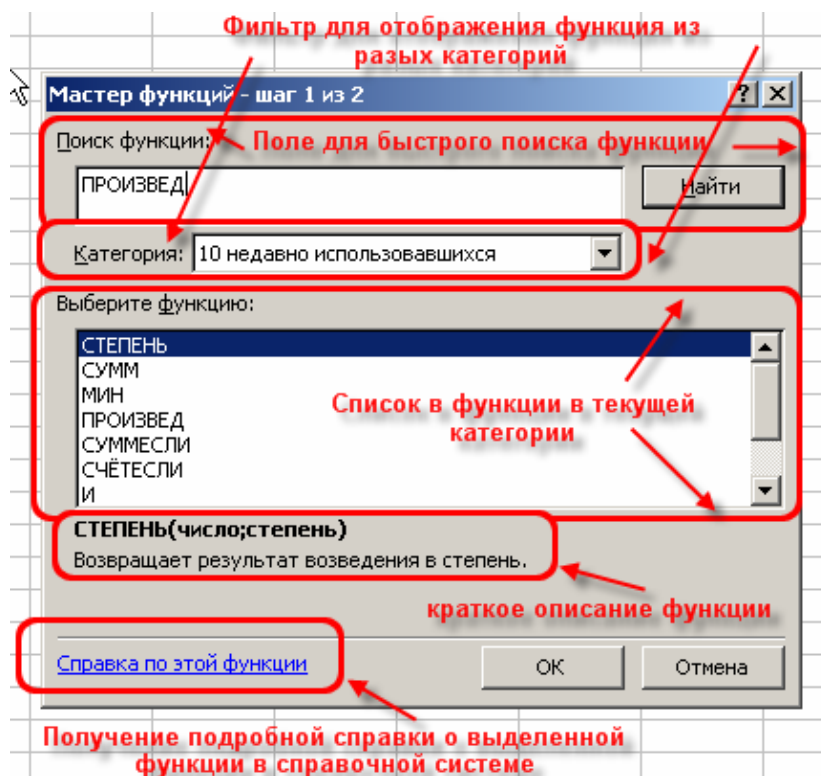 Фильтр для отображения функция из
разых категорий
Мастер функций - шаг 1 из 2
Поиск функции:
Поле для быстрого поиска функции
ПРОИЗВЕД
Найти
Категория: 10 недавно использовавшихся
Выберите функцию:
СТЕПЕНЬ
СУММ
МИН
ПРОИЗВЕД
СУММЕСЛИ
СЧЁТЕСЛИ
И
Список в функции в текущей
категории
СТЕПЕНЬ(число;степень)
Возвращает результат возведения в степень.
краткое описание функции
Справка по этой функции
ОК
Отмена
Получение подробной справки о выделенной
функции в справочной системе